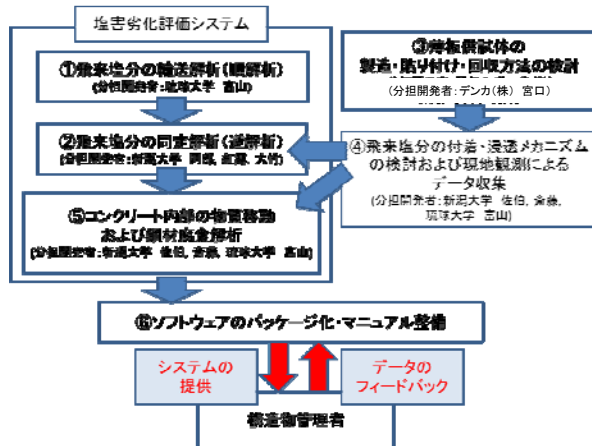 塩害劣化評価システム
①飛来塩分の輸送解析(順解析)
(分担開発者:琉球大学 富山)
②飛来塩分の同定解析(逆解析)
(分担開発者:新潟大学 阿部, 紅露, 大竹)
⑤コンクリート内部の物質移動
および鋼材腐食解析
(分担開発者:新潟大学 佐伯, 斎藤, 琉球大学 富山)
③薄板供試体の
製造・貼り付け・回収方法の検討
(分担開発者:デンカ(株) 宮口)
④飛来塩分の付着・浸透メカニズム
の検討および現地観測による
データ収集
(分担開発者:新潟大学 佐伯, 斎藤,
琉球大学 富山)
⑥ソフトウェアのパッケージ化・マニュアル整備
システムの
提供
データの
フィードバック
構造物管理者